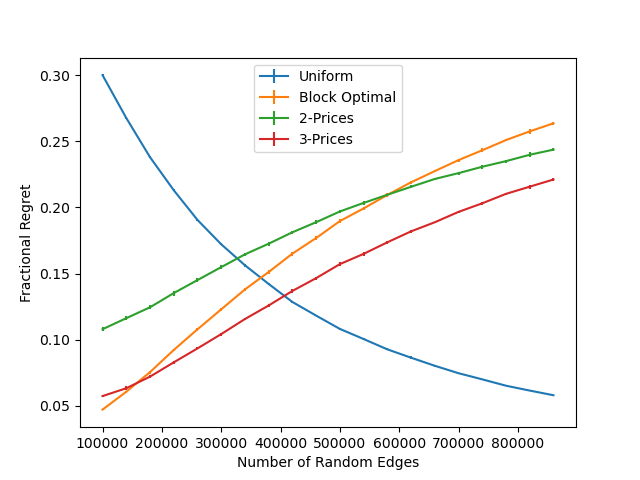 Uniform
Block Optimal
2-Prices
3-Prices
0.30
0.25
0.20
0.15
0.10
0.05
Fractional Regret
100000 200000 300000 400000 500000 600000 700000 800000
Number of Random Edges